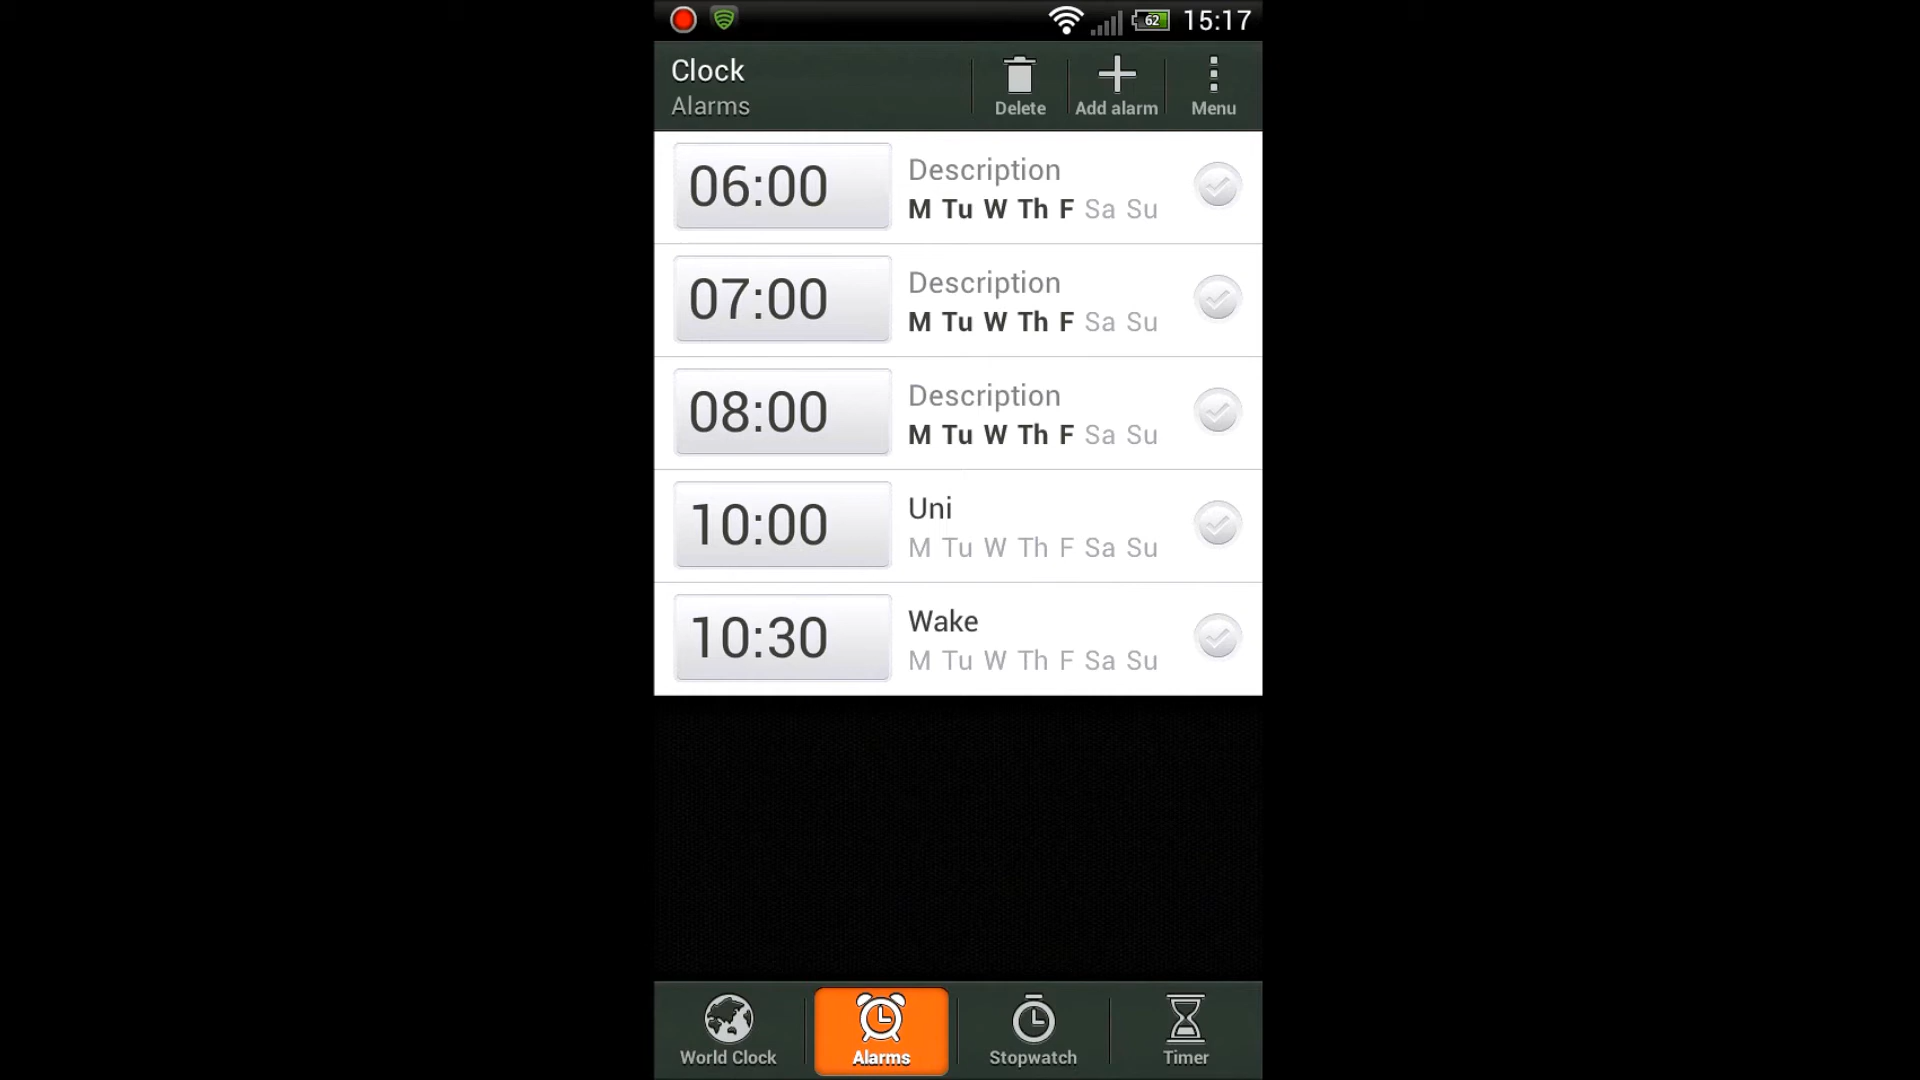 62 15:17
Clock
Alarms
Delete
Add alarm
Menu
06:00
Description
M Tu W Th F Sa Su
07:00
Description
M Tu W Th F Sa Su
08:00
Description
M Tu W Th F Sa Su
10:00
Uni
M Tu W Th F Sa Su
10:30
Wake
M Tu W Th F Sa Su
World Clock
Alarms
Stopwatch
Timer